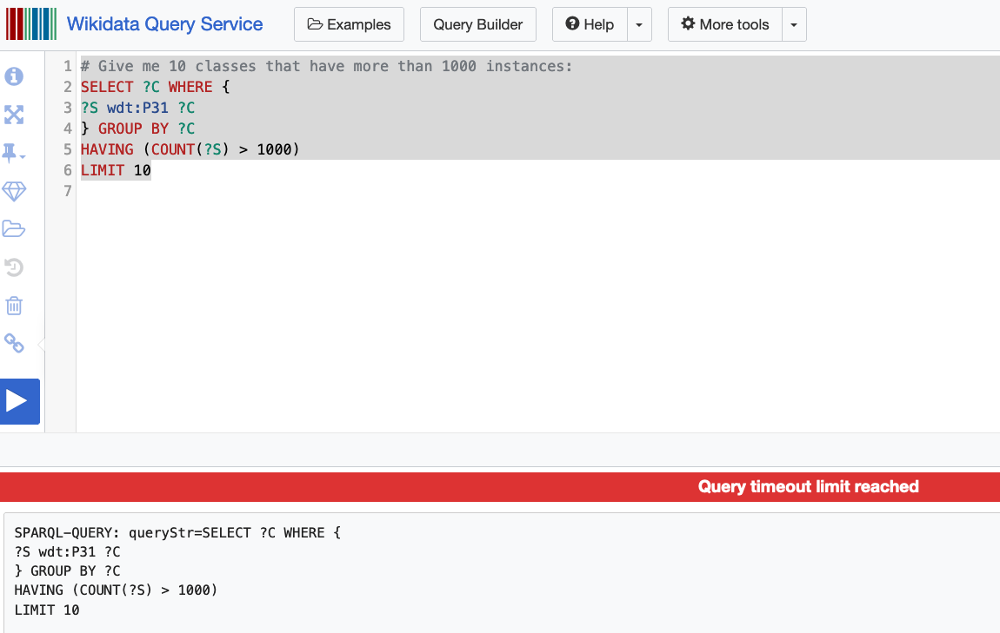 Wikidata Query Service Examples Query Builder Help More tools
1 # Give me 10 classes that have more than 1000 instances:
2 SELECT ?C WHERE {
3 ?S wdt:P31 ?C
4 } GROUP BY ?C
5 HAVING (COUNT(?S) > 1000)
6 LIMIT 10
7
Query timeout limit reached
SPARQL-QUERY: queryStr=SELECT ?C WHERE {
?S wdt:P31 ?C
} GROUP BY ?C
HAVING (COUNT(?S) > 1000)
LIMIT 10